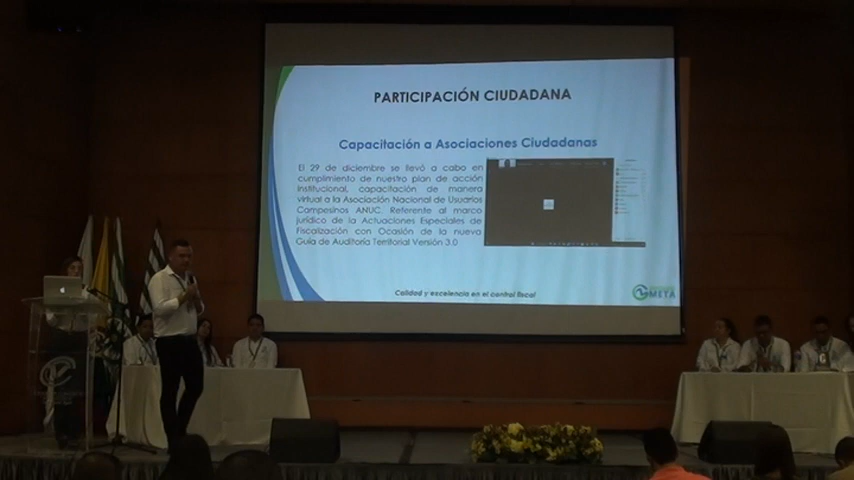 PARTICIPACIÓN CIUDADANA
Capacitación a Asociaciones Ciudadanas
El 29 de diciembre se llevó a cabo en
cumplimiento de nuestro plan de acción
institucional, capacitación de manera
virtual a la Asociación Nacional de Usuarios
Campesinos ANUC. Referente al marco
jurídico de la Actuaciones Especiales de
Fiscalización con Ocasión de la nueva
Guía de Auditoría Territorial Versión 3.0
Calidad y excelencia en el control fiscal
META